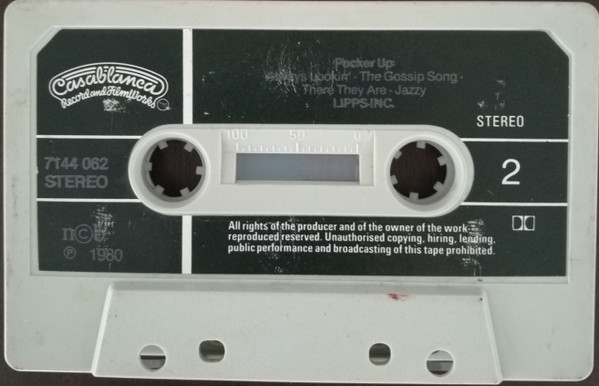 Casablanca
Record and FilmWorks
Pucker Up·
Always Lookin' · The Gossip Song ·
There They Are · Jazzy
LIPPS INC.
STEREO
100 50 0
7144 062
STEREO
2
All rights of the producer and of the owner of the work
reproduced reserved. Unauthorised copying, hiring, lending,
public performance and broadcasting of this tape prohibited.
℗ 1980